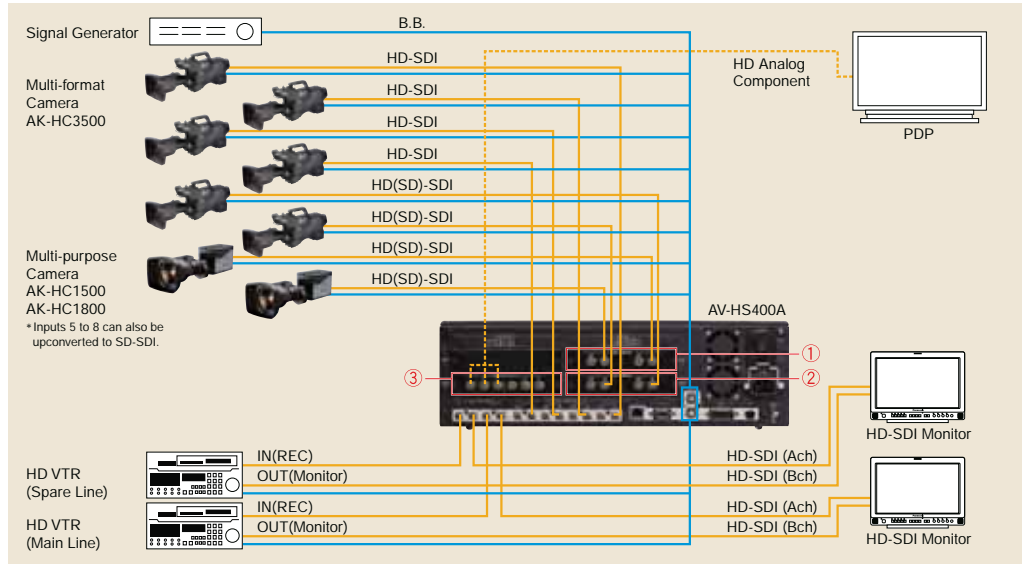 Signal Generator
B.B.
HD-SDI
HD Analog
Component
PDP
Multi-format
Camera
AK-HC3500
HD-SDI
HD-SDI
HD-SDI
HD(SD)-SDI
HD(SD)-SDI
HD(SD)-SDI
HD(SD)-SDI
Multi-purpose
Camera
AK-HC1500
AK-HC1800
*Inputs 5 to 8 can also be
upconverted to SD-SDI.
AV-HS400A
①
②
③
HD-SDI Monitor
HD VTR
(Spare Line)
IN(REC)
OUT(Monitor)
HD-SDI (Ach)
HD-SDI (Bch)
HD VTR
(Main Line)
IN(REC)
OUT(Monitor)
HD-SDI (Ach)
HD-SDI (Bch)
HD-SDI Monitor